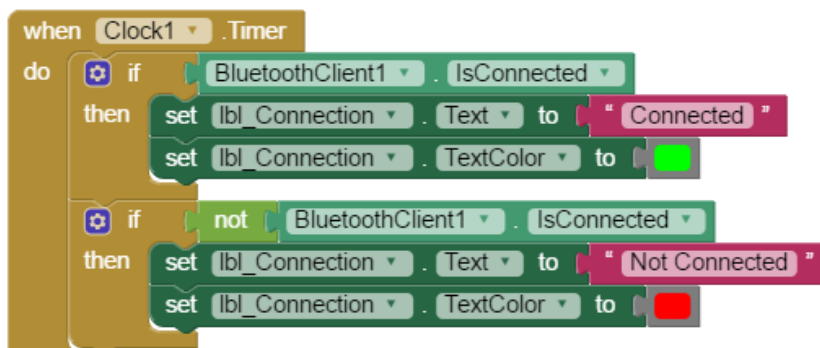 when Clock1 .Timer
do if BluetoothClient1 . IsConnected
then set lbl_Connection . Text to " Connected "
set lbl_Connection . TextColor to
if not BluetoothClient1 . IsConnected
then set lbl_Connection . Text to " Not Connected "
set lbl_Connection . TextColor to